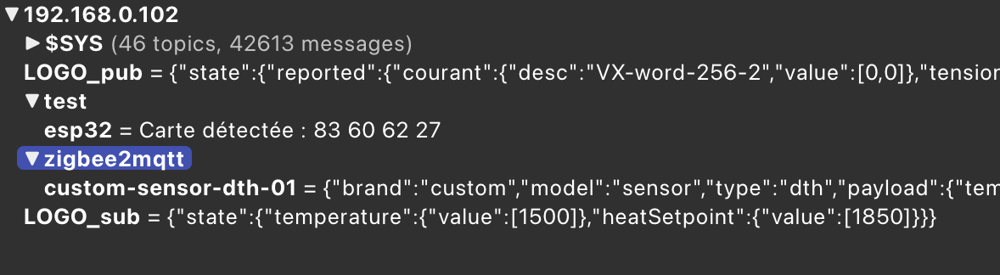 ▼ 192.168.0.102
▶ $SYS (46 topics, 42613 messages)
LOGO_pub = {"state":{"reported":{"courant":{"desc":"VX-word-256-2","value":[0,0]},"tension
▼ test
esp32 = Carte détectée : 83 60 62 27
▼ zigbee2mqtt
custom-sensor-dth-01 = {"brand":"custom","model":"sensor","type":"dth","payload":{"tem
LOGO_sub = {"state":{"temperature":{"value":[1500]},"heatSetpoint":{"value":[1850]}}}